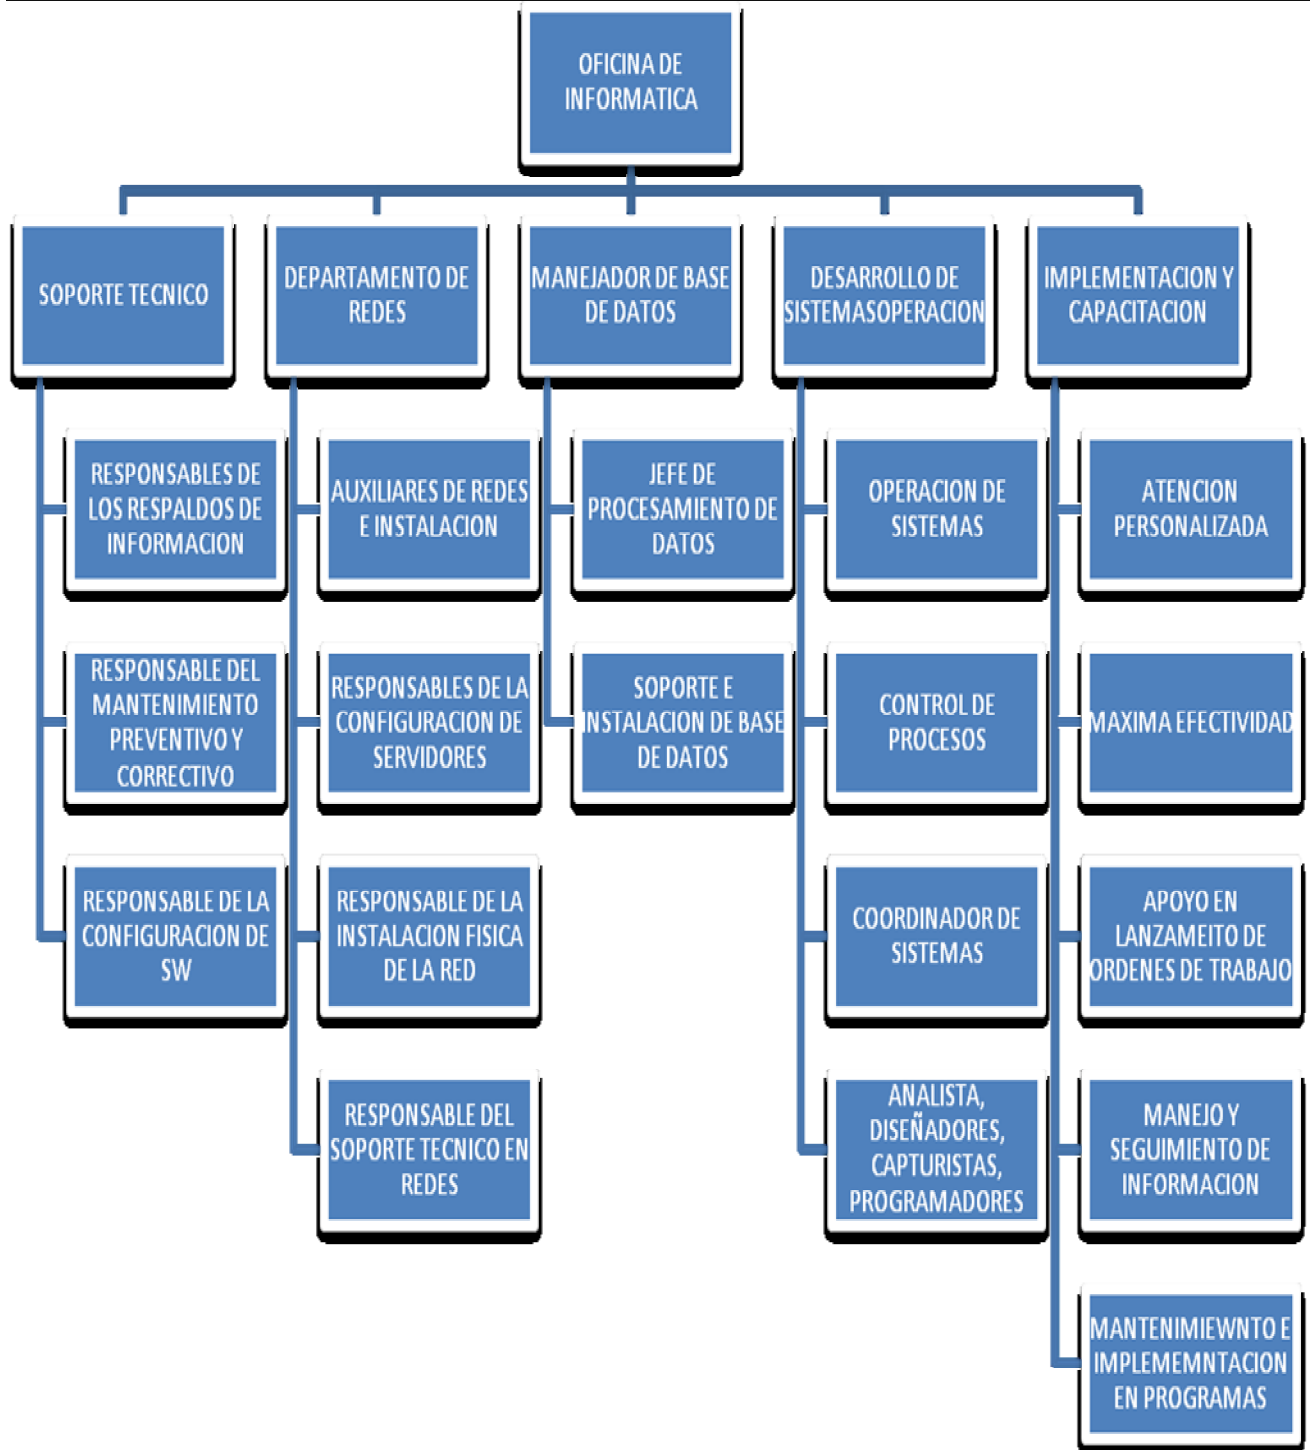 OFICINA DE
INFORMATICA
SOPORTE TECNICO
DEPARTAMENTO DE
REDES
MANEJADOR DE BASE
DE DATOS
DESARROLLO DE
SISTEMASOPERACION
IMPLEMENTACION Y
CAPACITACION
RESPONSABLES DE
LOS RESPALDOS DE
INFORMACION
RESPONSABLE DEL
MANTENIMIENTO
PREVENTIVO Y
CORRECTIVO
RESPONSABLE DE LA
CONFIGURACION DE
SW
AUXILIARES DE REDES
E INSTALACION
RESPONSABLES DE LA
CONFIGURACION DE
SERVIDORES
RESPONSABLE DE LA
INSTALACION FISICA
DE LA RED
RESPONSABLE DEL
SOPORTE TECNICO EN
REDES
JEFE DE
PROCESAMIENTO DE
DATOS
SOPORTE E
INSTALACION DE BASE
DE DATOS
OPERACION DE
SISTEMAS
CONTROL DE
PROCESOS
COORDINADOR DE
SISTEMAS
ANALISTA,
DISEÑADORES,
CAPTURISTAS,
PROGRAMADORES
ATENCION
PERSONALIZADA
MAXIMA EFECTIVIDAD
APOYO EN
LANZAMEITO DE
ORDENES DE TRABAJO
MANEJO Y
SEGUIMIENTO DE
INFORMACION
MANTENIMIEWNTO E
IMPLEMEMNTACION
EN PROGRAMAS